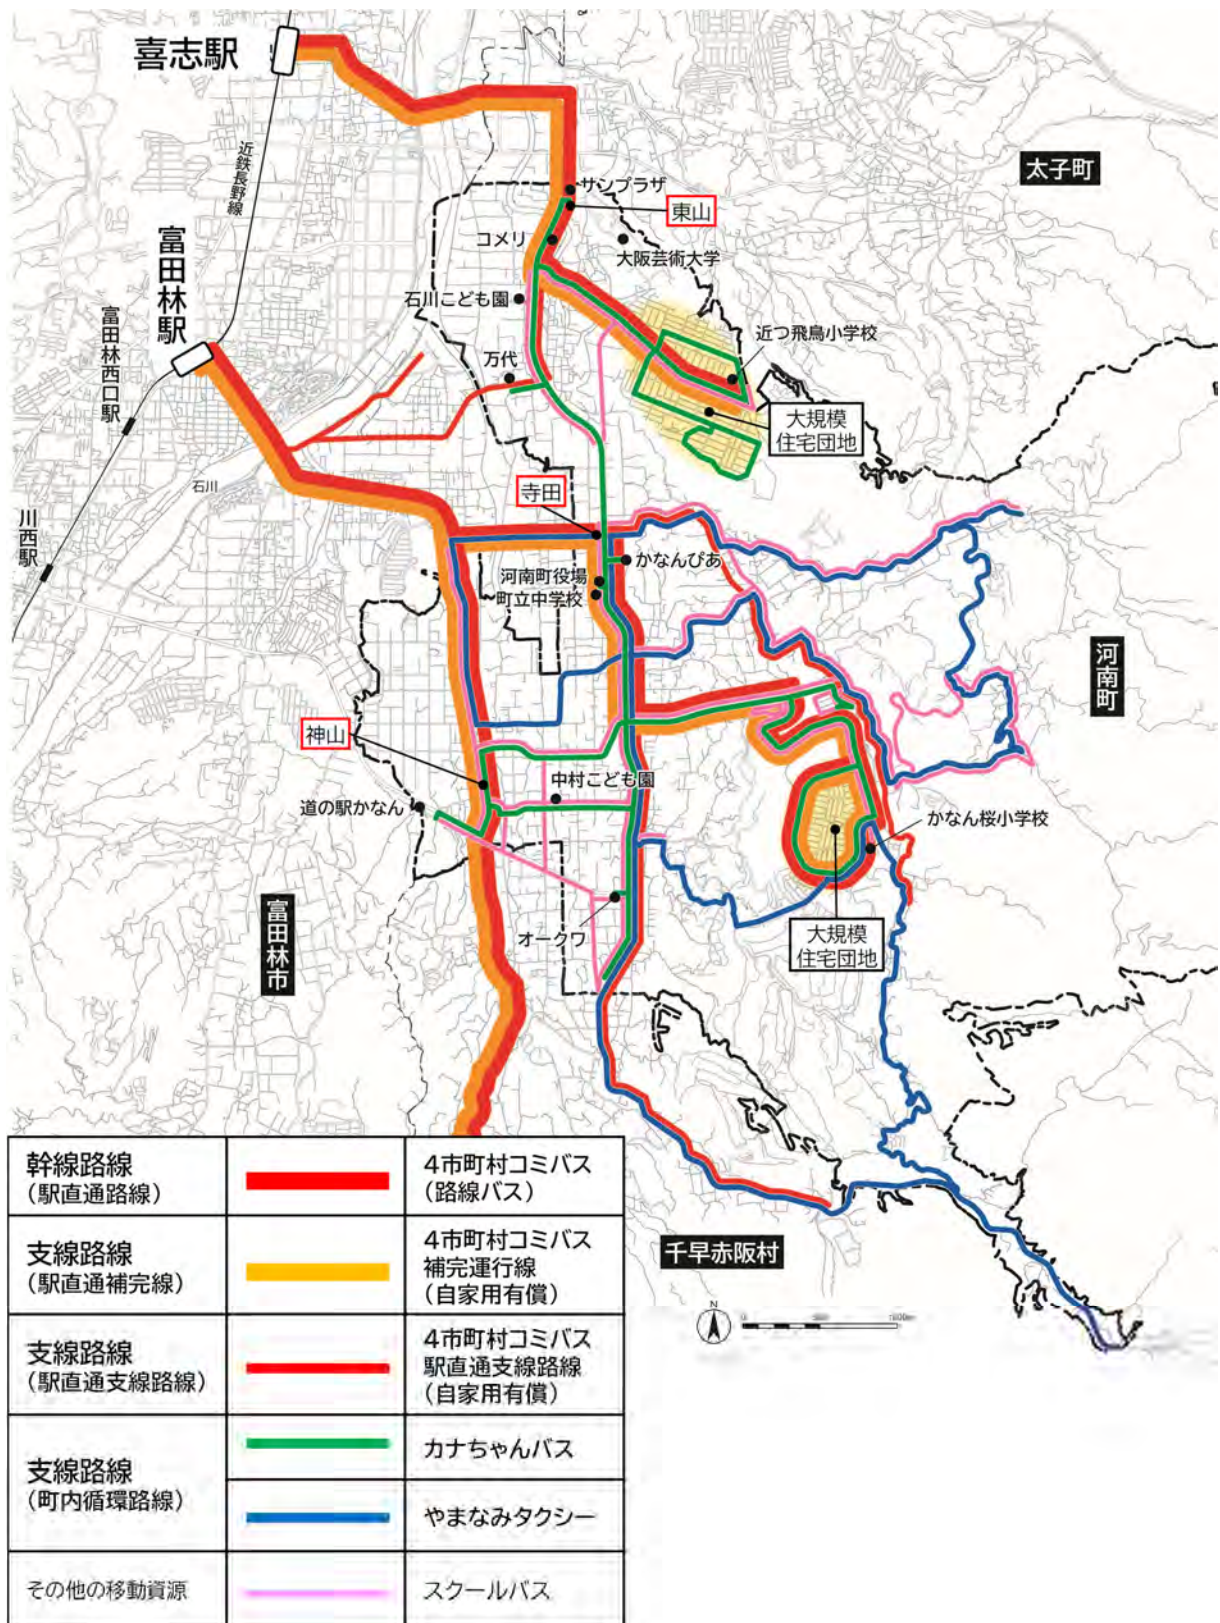 喜志駅
近鉄長野線
太子町
サンプラザ
東山
コメリ
大阪芸術大学
富田林駅
石川こども園
富田林西口駅
万代
近つ飛鳥小学校
大規模
住宅団地
石川
寺田
川西駅
かなんぴあ
河南町役場
町立中学校
河南町
神山
中村こども園
道の駅かなん
かなん桜小学校
富田林市
オークワ
大規模
住宅団地
千早赤阪村
N
0
幹線路線
(駅直通路線)
4市町村コミバス
(路線バス)
支線路線
(駅直通補完線)
4市町村コミバス
補完運行線
(自家用有償)
支線路線
(駅直通支線路線)
4市町村コミバス
駅直通支線路線
(自家用有償)
支線路線
(町内循環路線)
カナちゃんバス
やまなみタクシー
その他の移動資源
スクールバス